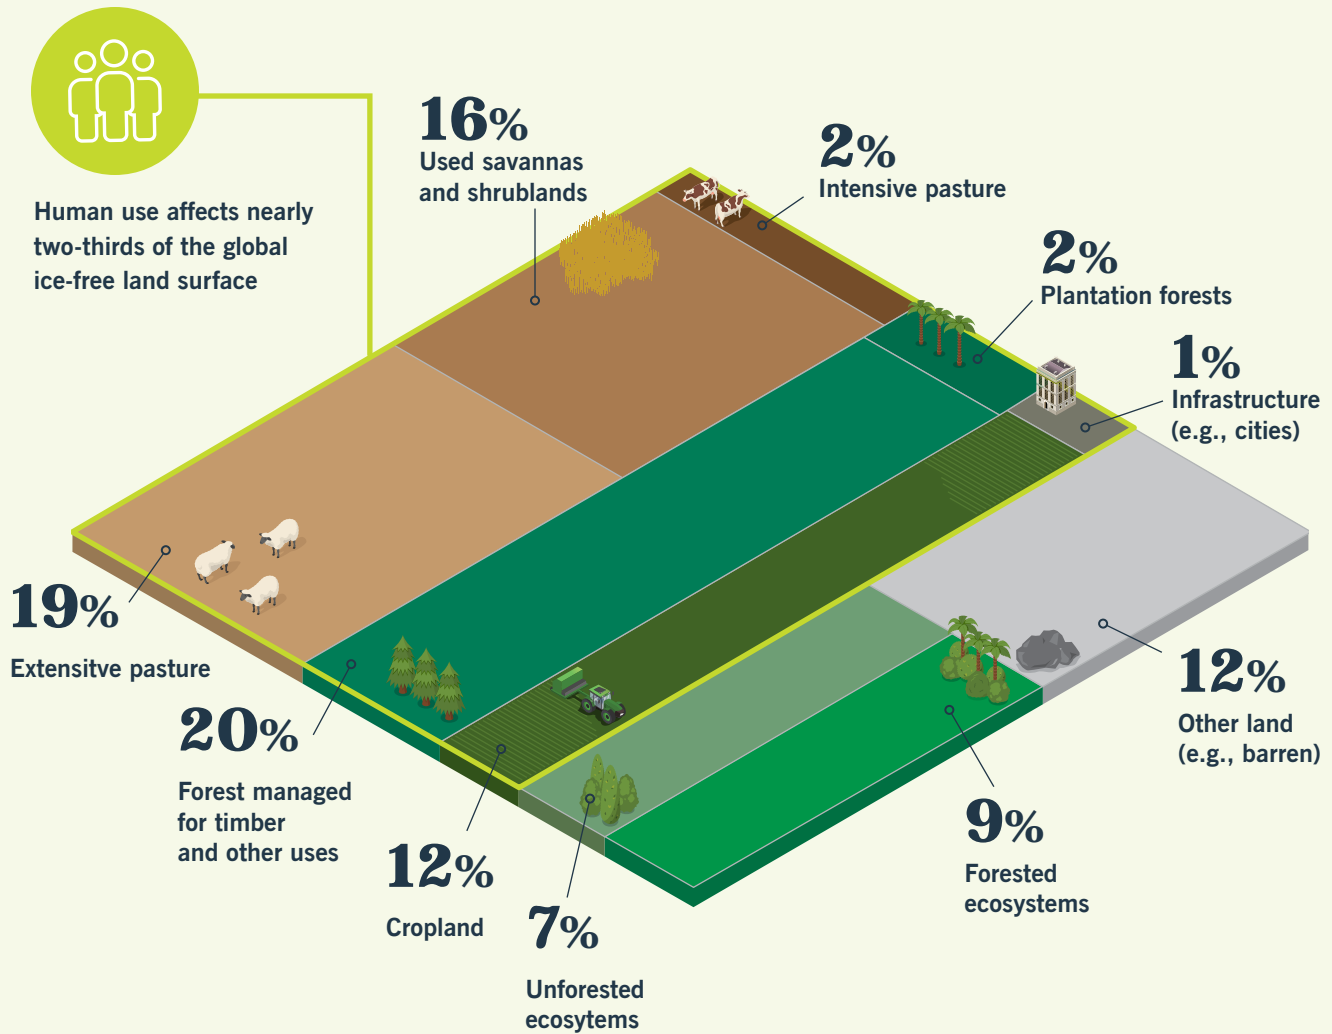 Human use affects nearly
two-thirds of the global
ice-free land surface
16%
Used savannas
and shrublands
2%
Intensive pasture
2%
Plantation forests
1%
Infrastructure
(e.g., cities)
19%
Extensitve pasture
20%
Forest managed
for timber
and other uses
12%
Cropland
7%
Unforested
ecosytems
9%
Forested
ecosystems
12%
Other land
(e.g., barren)